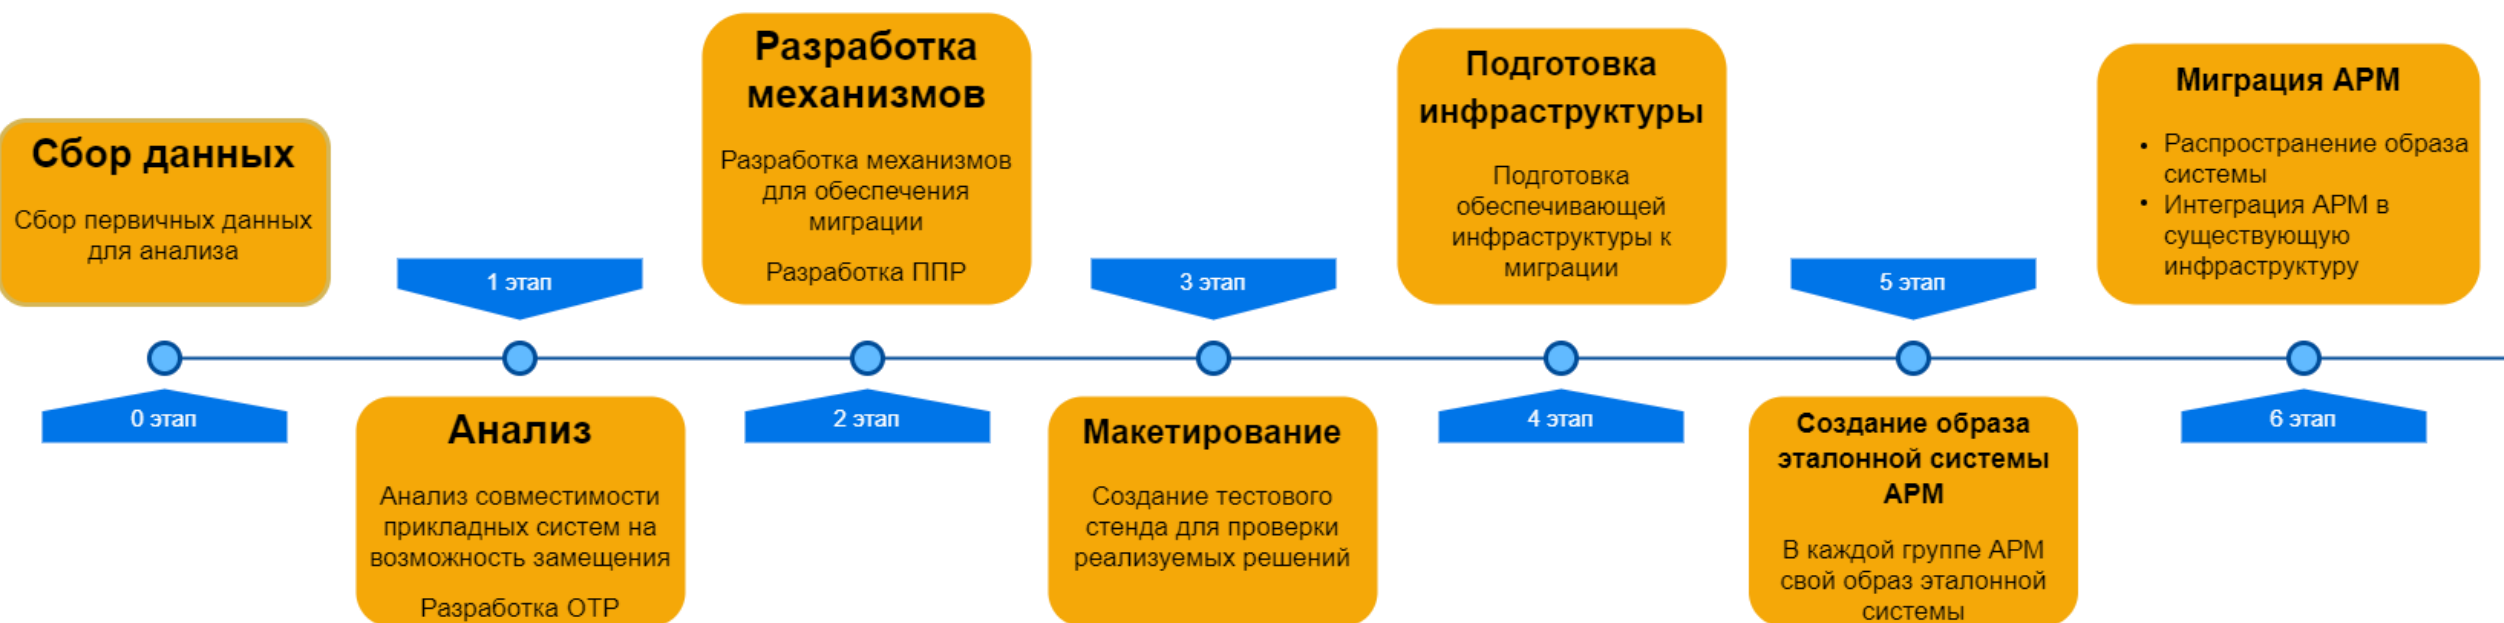 Сбор данных
Сбор первичных данных
для анализа
0 этап
1 этап
Анализ
Анализ совместимости
прикладных систем на
возможность замещения
Разработка ОТР
Разработка
механизмов
Разработка механизмов
для обеспечения
миграции
Разработка ППР
2 этап
3 этап
Макетирование
Создание тестового
стенда для проверки
реализуемых решений
Подготовка
инфраструктуры
Подготовка
обеспечивающей
инфраструктуры к
миграции
4 этап
5 этап
Создание образа
эталонной системы
АРМ
В каждой группе АРМ
свой образ эталонной
системы
Миграция АРМ
• Распространение образа
системы
• Интеграция АРМ в
существующую
инфраструктуру
6 этап